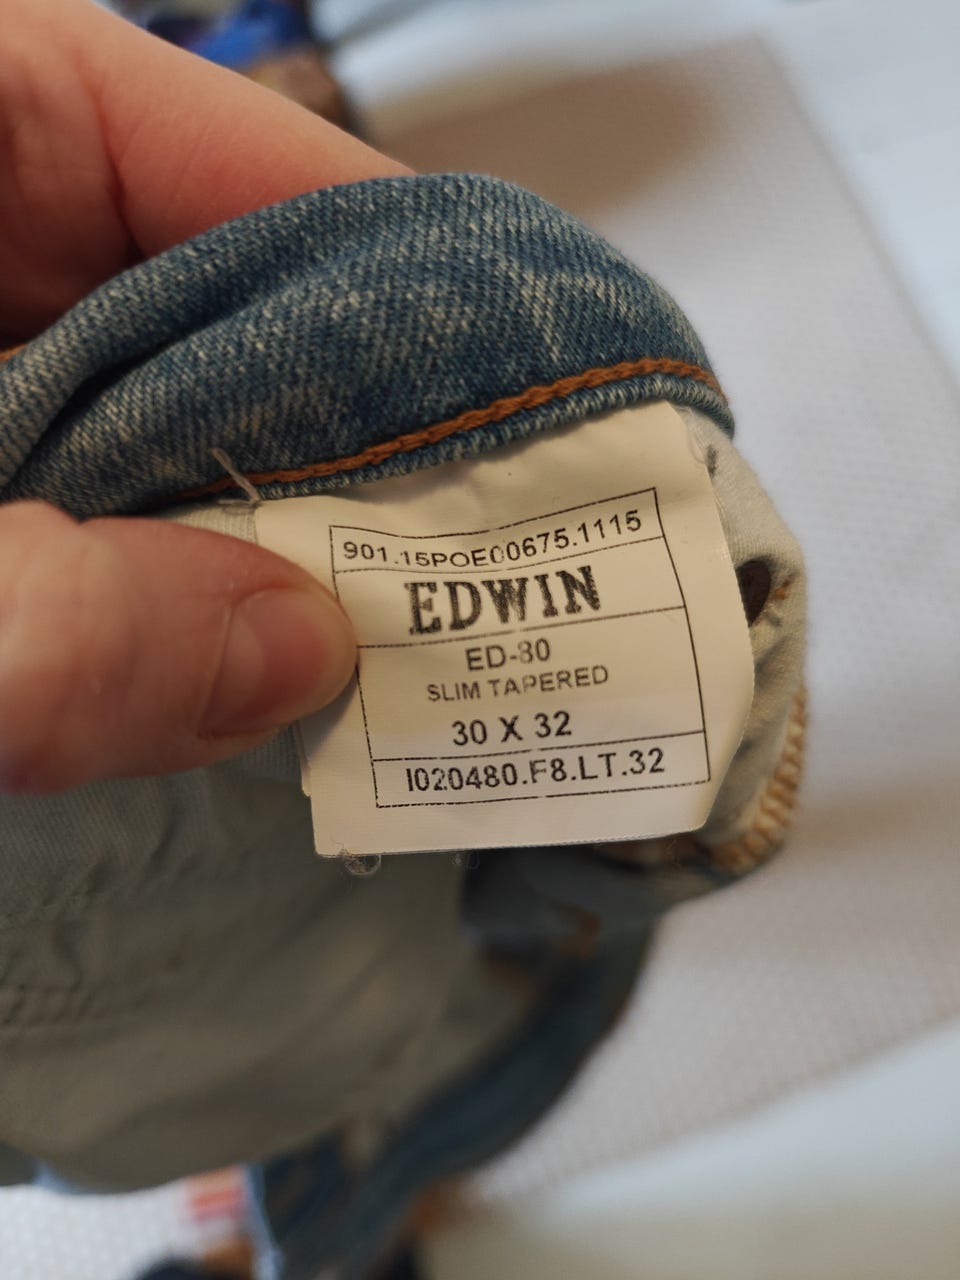 901.15POE00675.1115
EDWIN
ED-80
SLIM TAPERED
30 X 32
I020480.F8.LT.32